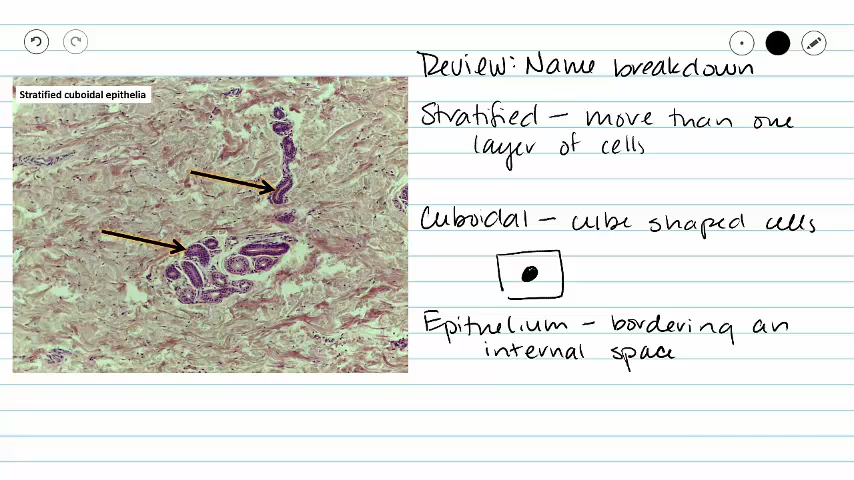 Stratified cuboidal epithelia
Review: Name breakdown
Stratified – more than one
layer of cells
Cuboidal – cube shaped cells
Epithelium – bordering an
internal space